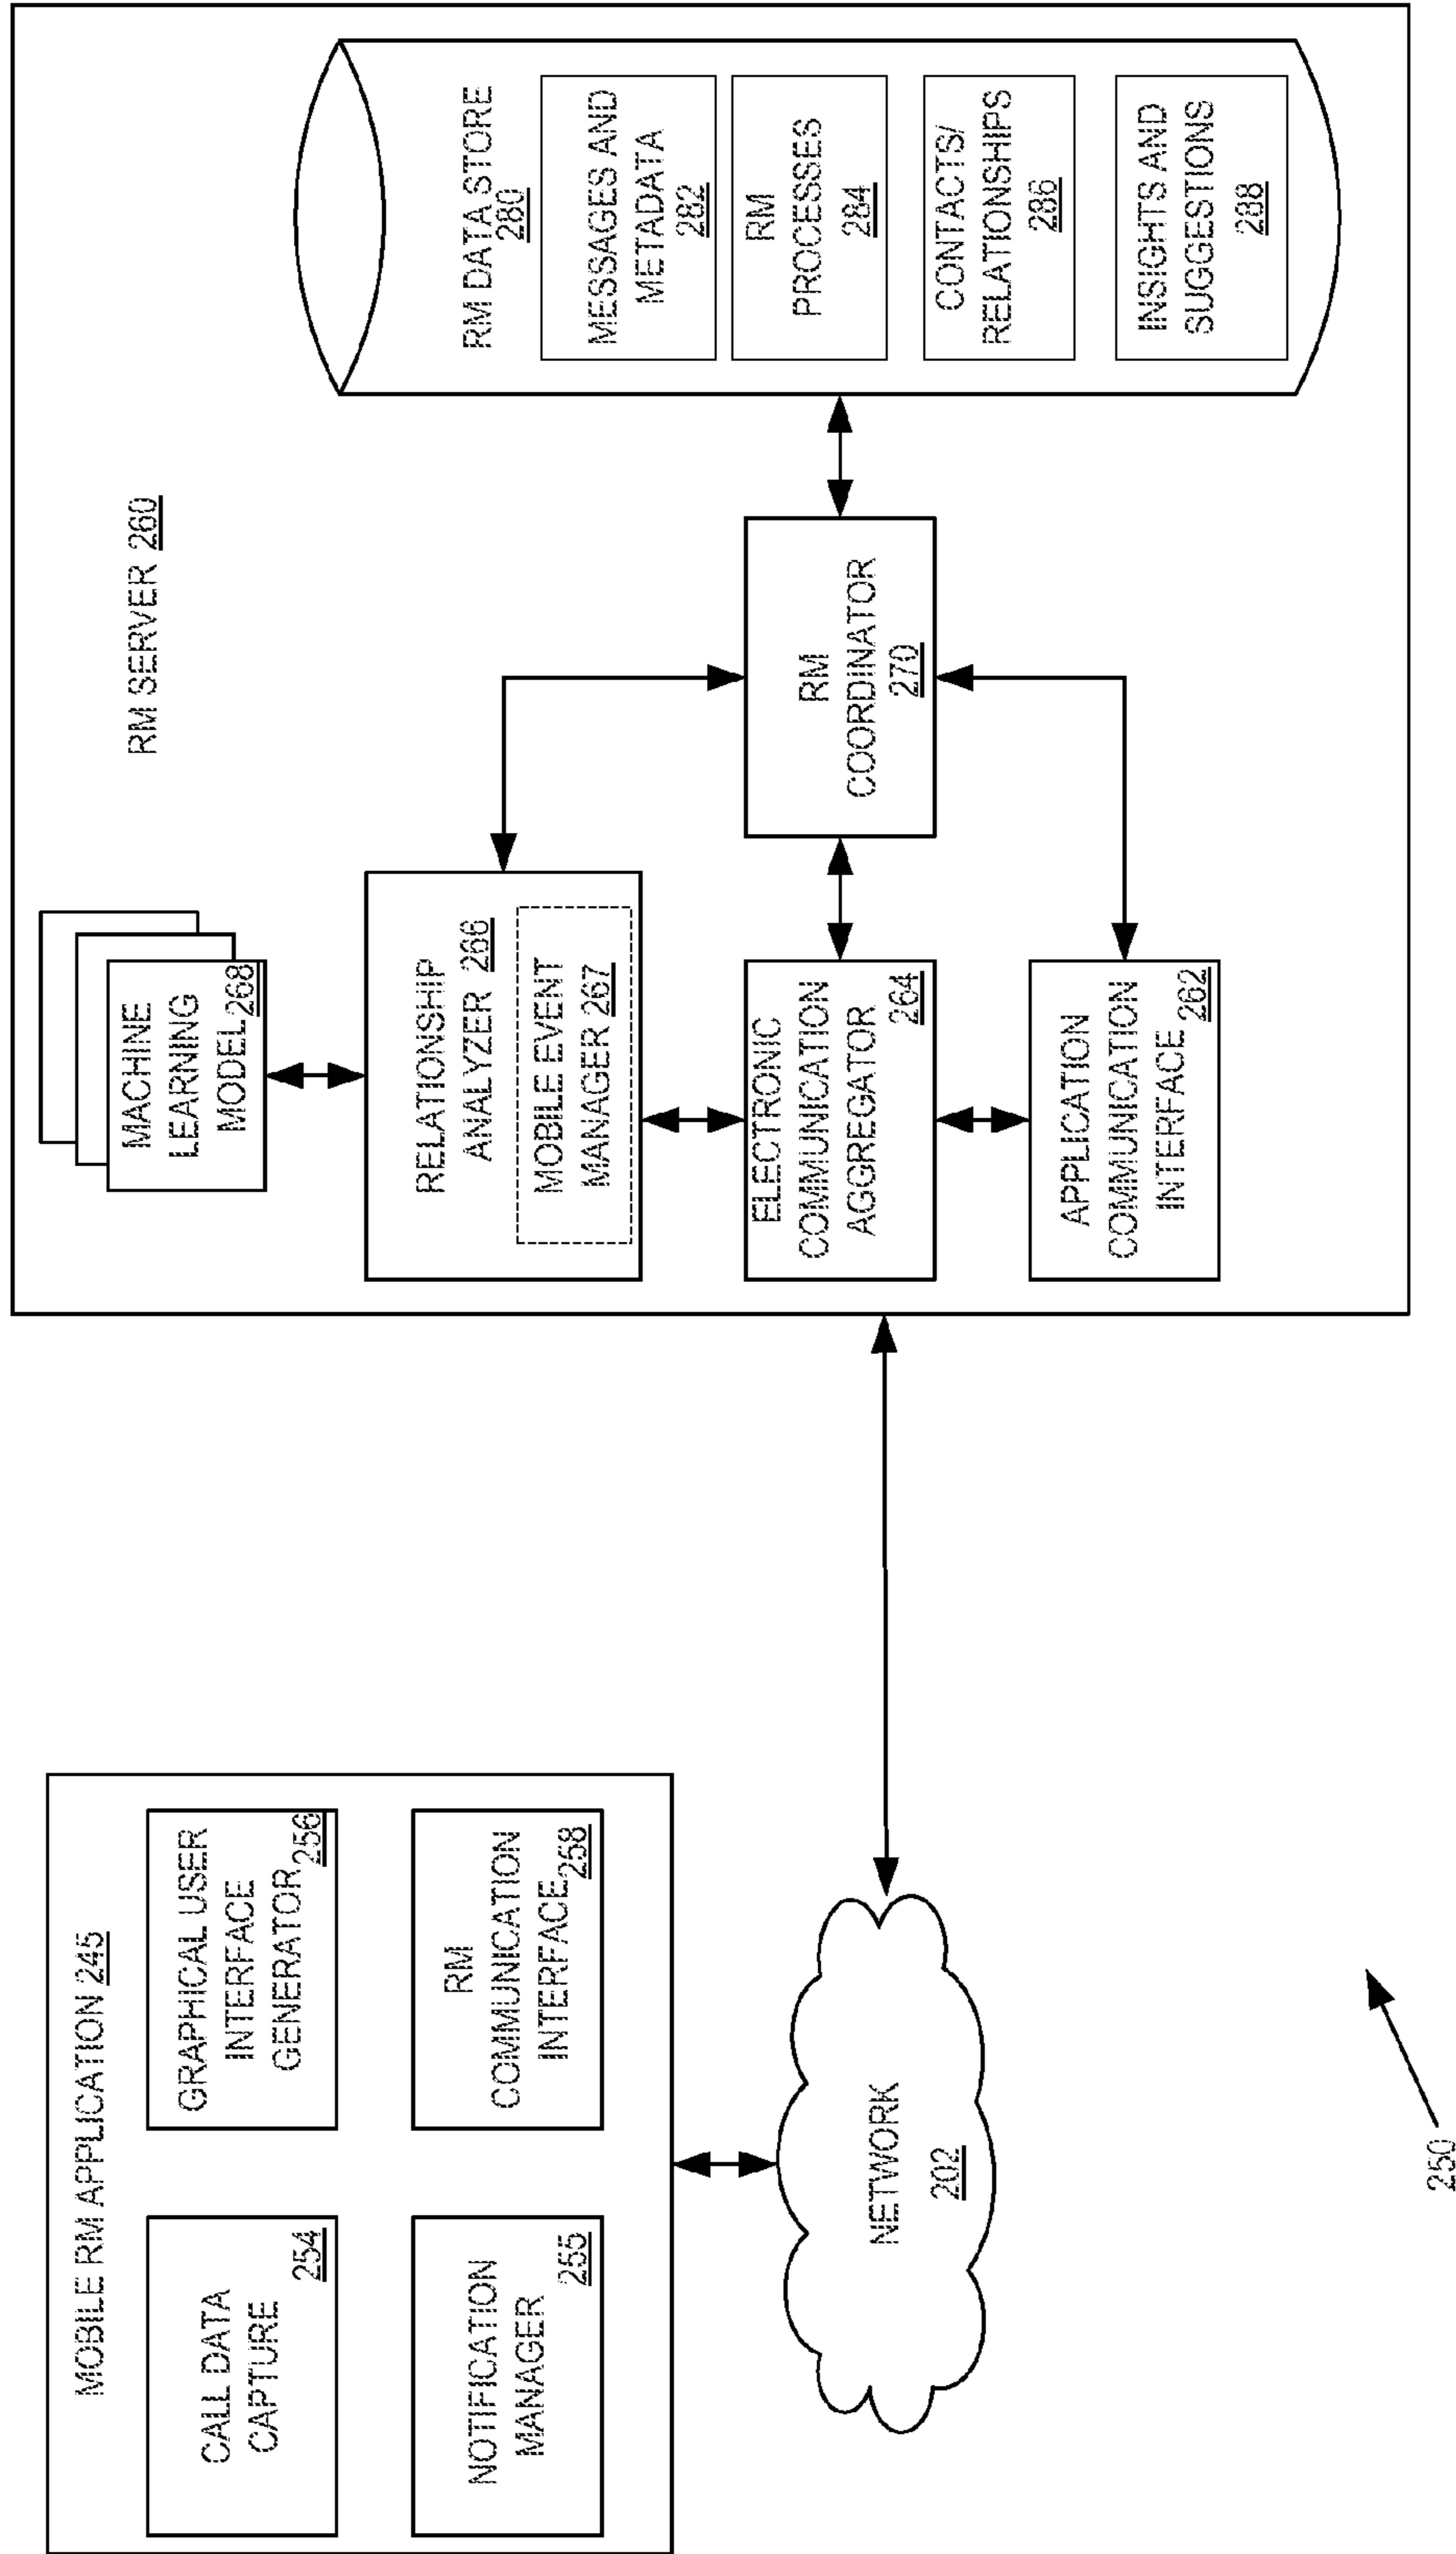 MOBILE RM APPLICATION 245
CALL DATA
CAPTURE
254
GRAPHICAL USER
INTERFACE
GENERATOR 256
NOTIFICATION
MANAGER
255
RM
COMMUNICATION
INTERFACE 258
NETWORK
202
250
RM SERVER 260
MACHINE
LEARNING
MODEL 268
RELATIONSHIP
ANALYZER 266
MOBILE EVENT
MANAGER 267
ELECTRONIC
COMMUNICATION
AGGREGATOR
264
APPLICATION
COMMUNICATION
INTERFACE
262
RM
COORDINATOR
270
RM DATA STORE
280
MESSAGES AND
METADATA
282
RM
PROCESSES
284
CONTACTS/
RELATIONSHIPS
286
INSIGHTS AND
SUGGESTIONS
288